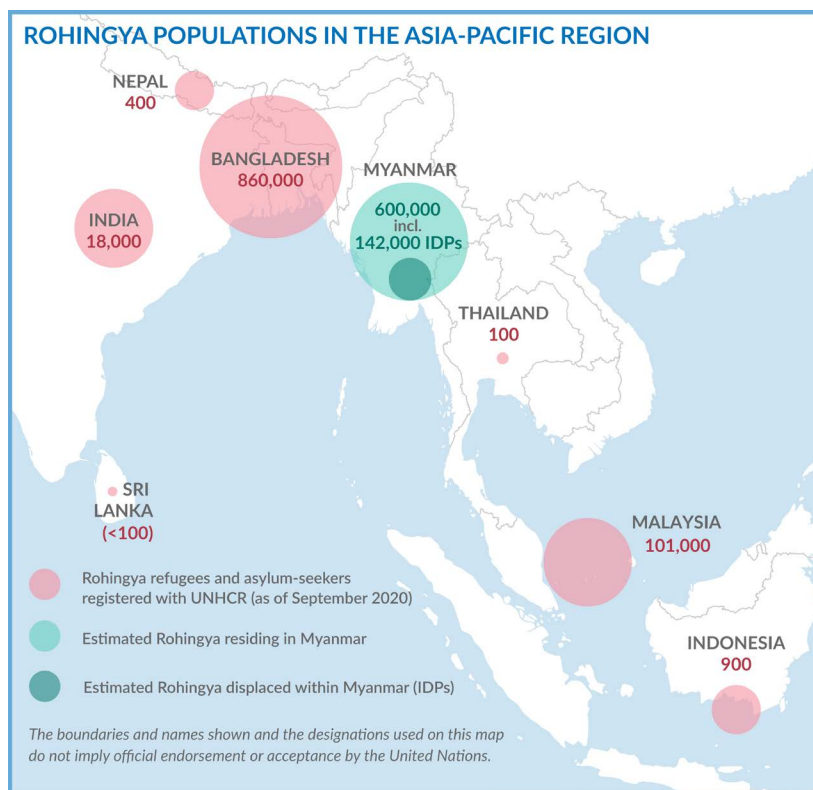 ROHINGYA POPULATIONS IN THE ASIA-PACIFIC REGION
NEPAL
400
BANGLADESH
860,000
MYANMAR
600,000
incl.
142,000 IDPs
INDIA
18,000
THAILAND
100
SRI
LANKA
(<100)
MALAYSIA
101,000
INDONESIA
900
Rohingya refugees and asylum-seekers
registered with UNHCR (as of September 2020)
Estimated Rohingya residing in Myanmar
Estimated Rohingya displaced within Myanmar (IDPs)
The boundaries and names shown and the designations used on this map
do not imply official endorsement or acceptance by the United Nations.